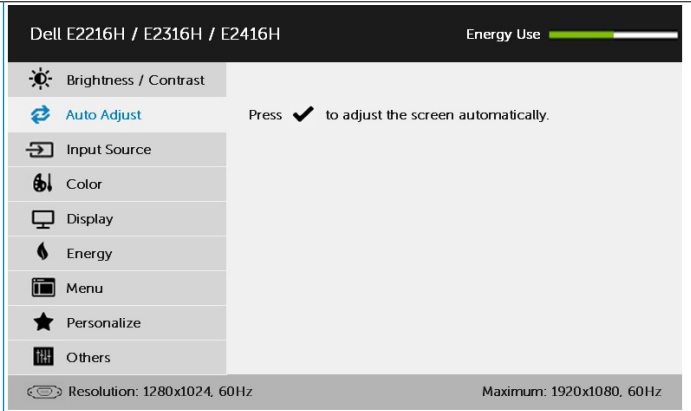 Dell E2216H / E2316H / E2416H
Energy Use
Brightness / Contrast
Auto Adjust
Press ✔ to adjust the screen automatically.
Input Source
Color
Display
Energy
Menu
Personalize
Others
Resolution: 1280x1024, 60Hz
Maximum: 1920x1080, 60Hz